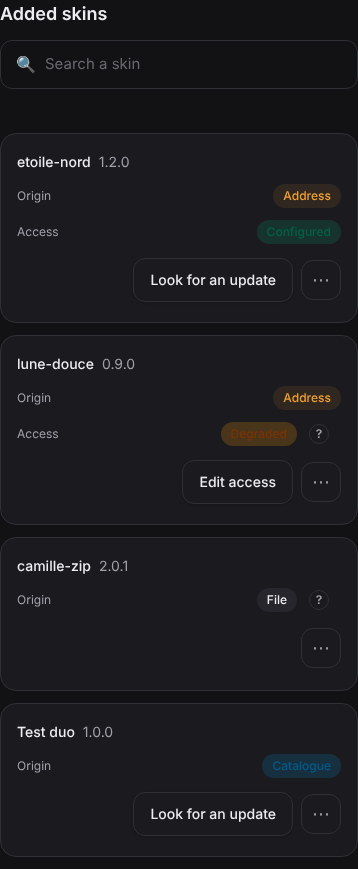 Added skins
Search a skin
etoile-nord 1.2.0
Origin Address
Access Configured
Look for an update ...
lune-douce 0.9.0
Origin Address
Access Degraded ?
Edit access ...
camille-zip 2.0.1
Origin File ?
...
Test duo 1.0.0
Origin Catalogue
Look for an update ...